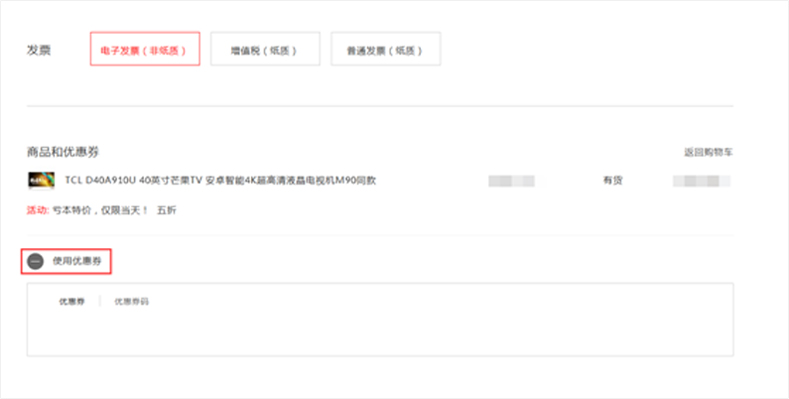 发票 电子发票（非纸质） 增值税（纸质） 普通发票（纸质）
商品和优惠券 返回购物车
TCL D40A910U 40英寸芒果TV 安卓智能4K超高清液晶电视机M90同款 有货
活动: 亏本特价，仅限当天！ 五折
使用优惠券
优惠券 优惠券码